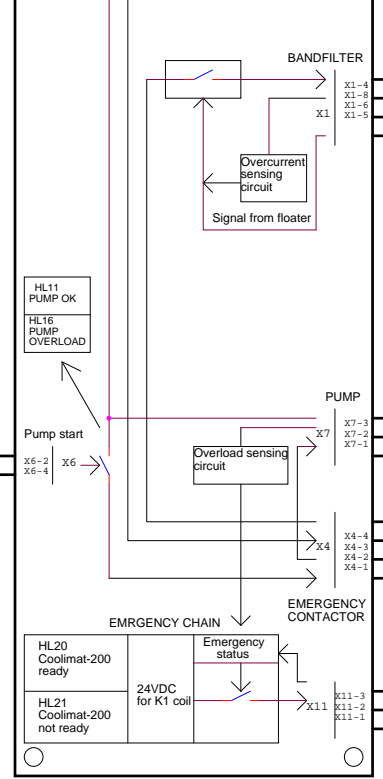 BANDFILTER
X1-4
X1-8
X1-6
X1-5
X1
Overcurrent
sensing
circuit
Signal from floater
HL11
PUMP OK
HL16
PUMP
OVERLOAD
PUMP
X7-3
X7-2
X7-1
X7
Pump start
X6-2
X6-4
X6
Overload sensing
circuit
X4-4
X4-3
X4-2
X4-1
X4
EMERGENCY
CONTACTOR
EMRGENCY CHAIN
HL20
Coolimat-200
ready
HL21
Coolimat-200
not ready
24VDC
for K1 coil
Emergency
status
X11
X11-3
X11-2
X11-1